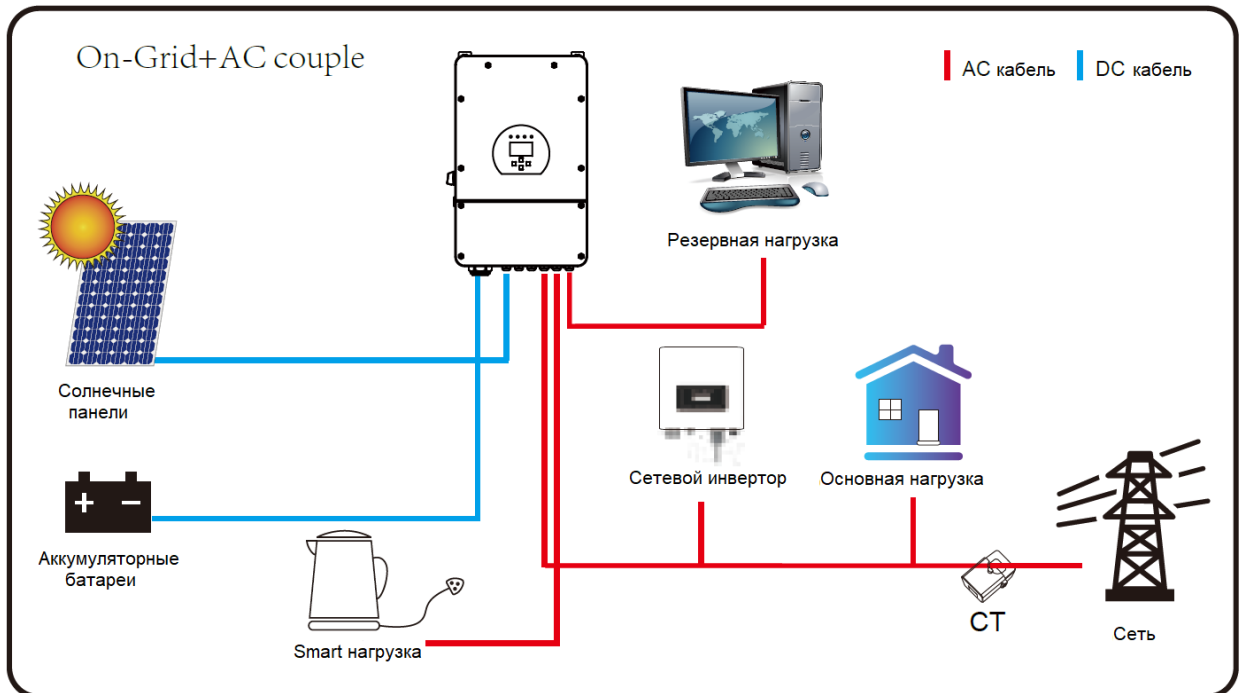 On-Grid+AC couple
AC кабель
DC кабель
Резервная нагрузка
Солнечные
панели
Сетевой инвертор
Основная нагрузка
Аккумуляторные
батареи
CT
Сеть
Smart нагрузка